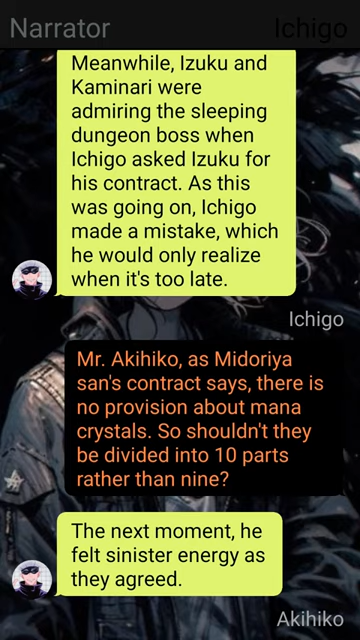 Narrator
Ichigo
Meanwhile, Izuku and
Kaminari were
admiring the sleeping
dungeon boss when
Ichigo asked Izuku for
his contract. As this
was going on, Ichigo
made a mistake, which
he would only realize
when it's too late.
Ichigo
Mr. Akihiko, as Midoriya
san's contract says, there is
no provision about mana
crystals. So shouldn't they
be divided into 10 parts
rather than nine?
The next moment, he
felt sinister energy as
they agreed.
Akihiko